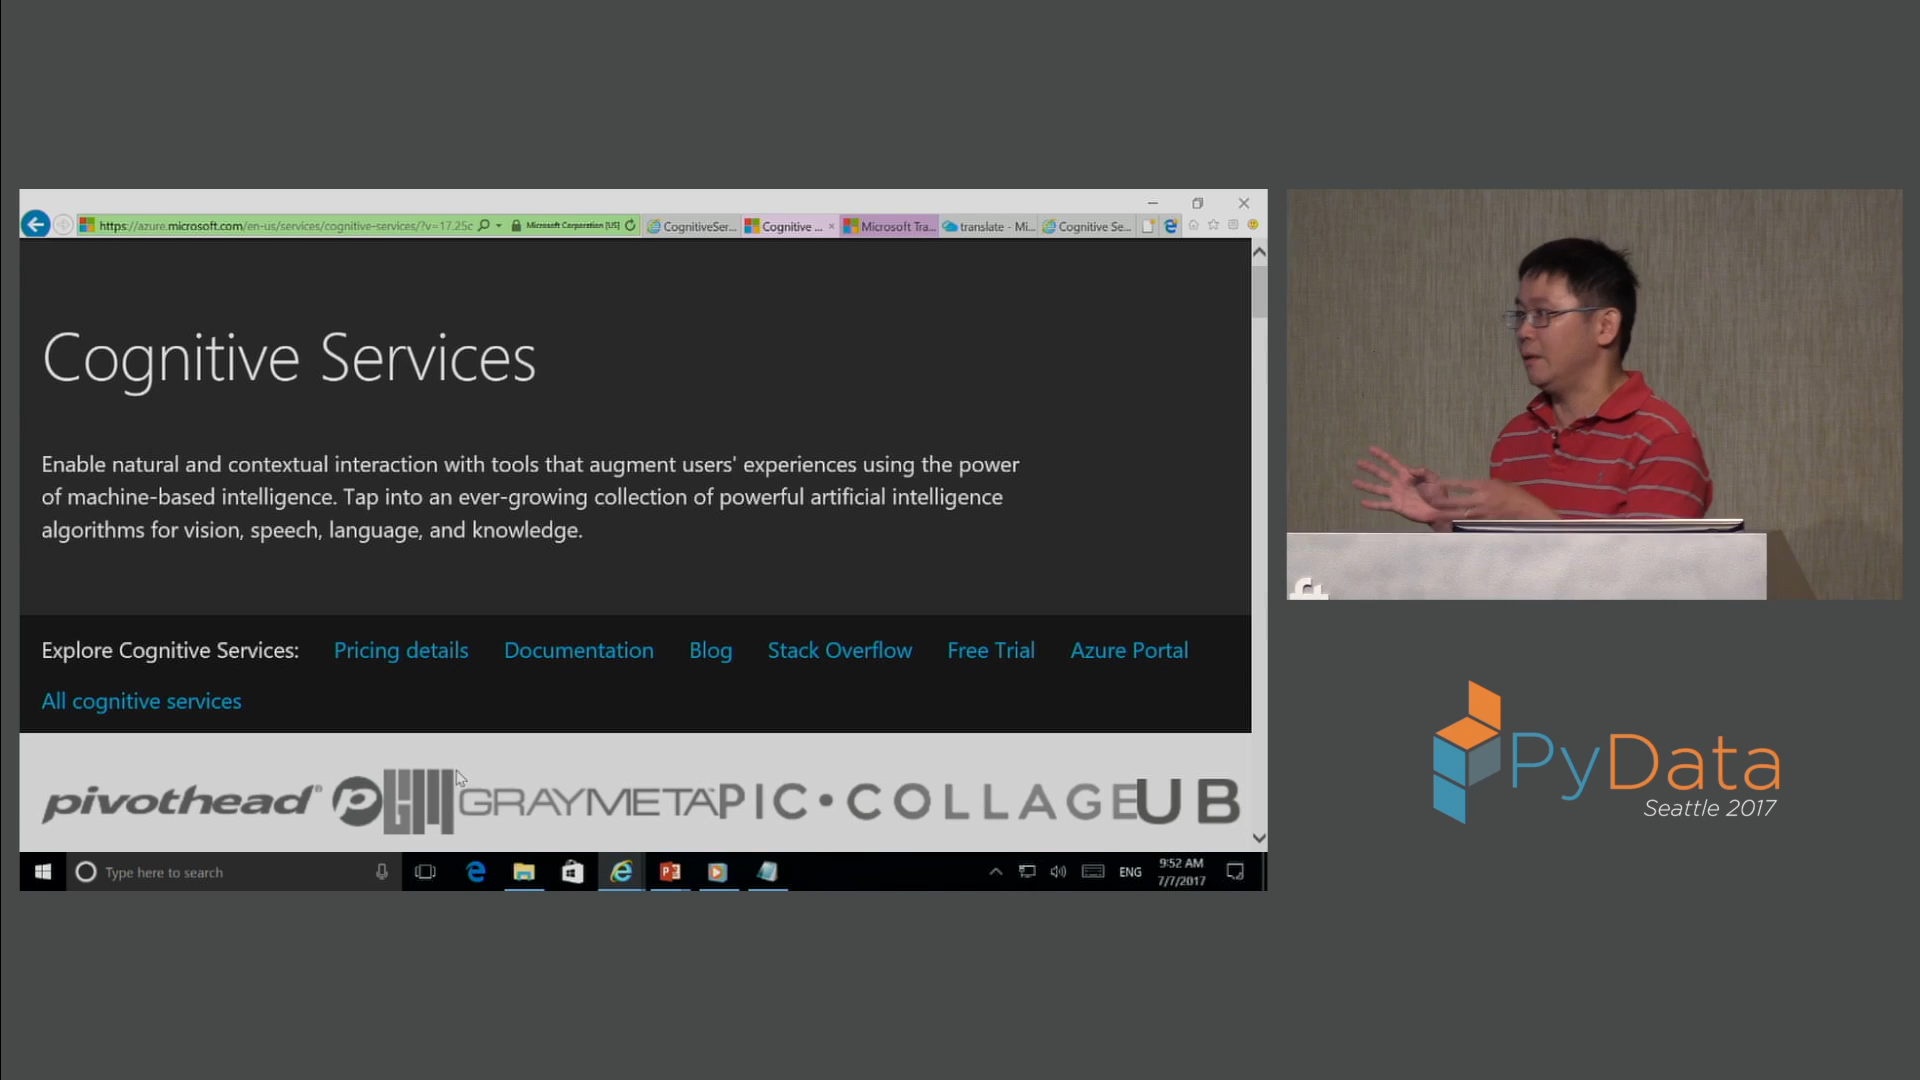 https://azure.microsoft.com/en-us/services/cognitive-services/?v=17.25c
Microsoft Corporation [US]
CognitiveSer...
Cognitive ...
Microsoft Tra...
translate - Mi...
Cognitive Se...
Cognitive Services
Enable natural and contextual interaction with tools that augment users' experiences using the power
of machine-based intelligence. Tap into an ever-growing collection of powerful artificial intelligence
algorithms for vision, speech, language, and knowledge.
Explore Cognitive Services: Pricing details Documentation Blog Stack Overflow Free Trial Azure Portal
All cognitive services
pivothead® GRAYMETA PIC•COLLAGE UB
Type here to search
ENG
9:52 AM
7/7/2017
PyData
Seattle 2017